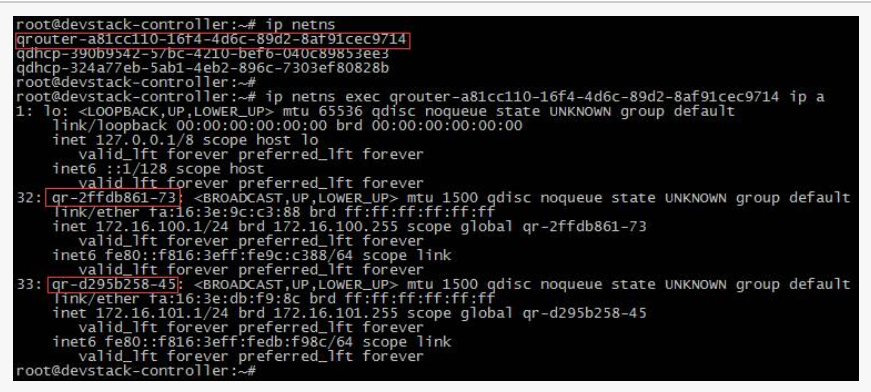 root@devstack-controller:~# ip netns
qrouter-a81cc110-16f4-4d6c-89d2-8af91cec9714
qdhcp-390b9542-57bc-4210-bef6-040c89853ee3
qdhcp-324a77eb-5ab1-4eb2-896c-7303ef80828b
root@devstack-controller:~#
root@devstack-controller:~# ip netns exec qrouter-a81cc110-16f4-4d6c-89d2-8af91cec9714 ip a
1: lo: <LOOPBACK,UP,LOWER_UP> mtu 65536 qdisc noqueue state UNKNOWN group default
link/loopback 00:00:00:00:00:00 brd 00:00:00:00:00:00
inet 127.0.0.1/8 scope host lo
valid_lft forever preferred_lft forever
inet6 ::1/128 scope host
valid_lft forever preferred_lft forever
32: qr-2ffdb861-73: <BROADCAST,UP,LOWER_UP> mtu 1500 qdisc noqueue state UNKNOWN group default
link/ether fa:16:3e:9c:c3:88 brd ff:ff:ff:ff:ff:ff
inet 172.16.100.1/24 brd 172.16.100.255 scope global qr-2ffdb861-73
valid_lft forever preferred_lft forever
inet6 fe80::f816:3eff:fe9c:c388/64 scope link
valid_lft forever preferred_lft forever
33: qr-d295b258-45: <BROADCAST,UP,LOWER_UP> mtu 1500 qdisc noqueue state UNKNOWN group default
link/ether fa:16:3e:db:f9:8c brd ff:ff:ff:ff:ff:ff
inet 172.16.101.1/24 brd 172.16.101.255 scope global qr-d295b258-45
valid_lft forever preferred_lft forever
inet6 fe80::f816:3eff:fedb:f98c/64 scope link
valid_lft forever preferred_lft forever
root@devstack-controller:~#